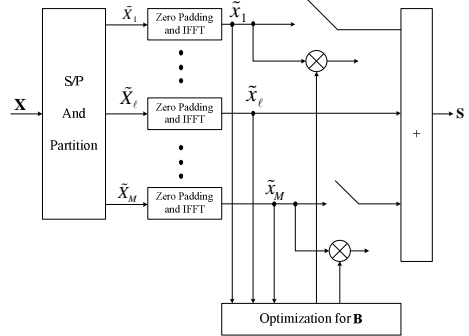 X
S/P
And
Partition
X̃₁
Zero Padding
and IFFT
x̃₁
X̃ℓ
Zero Padding
and IFFT
x̃ℓ
X̃M
Zero Padding
and IFFT
x̃M
+
S
Optimization for B